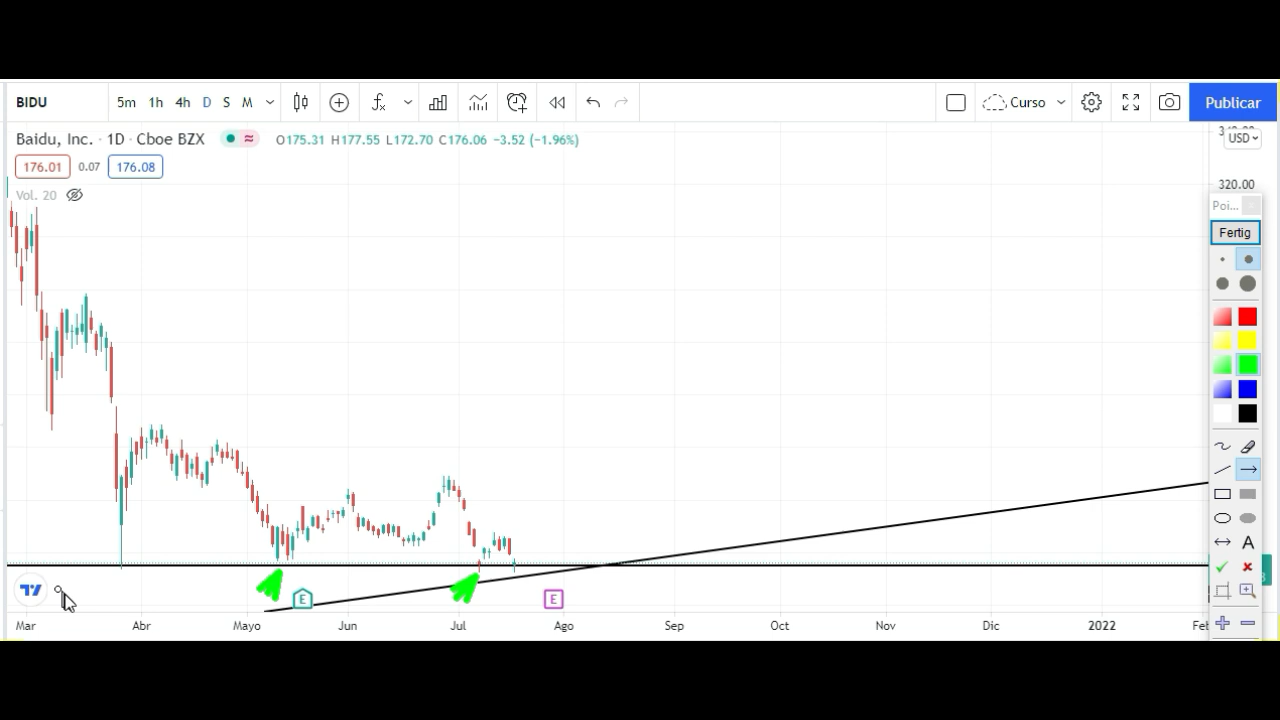 BIDU 5m 1h 4h D S M Curso Publicar
Baidu, Inc. · 1D · Cboe BZX O175.31 H177.55 L172.70 C176.06 −3.52 (−1.96%)
USD
176.01 0.07 176.08
320.00
Vol. 20
Poi...
Fertig
A
E E
Mar Abr Mayo Jun Jul Ago Sep Oct Nov Dic 2022